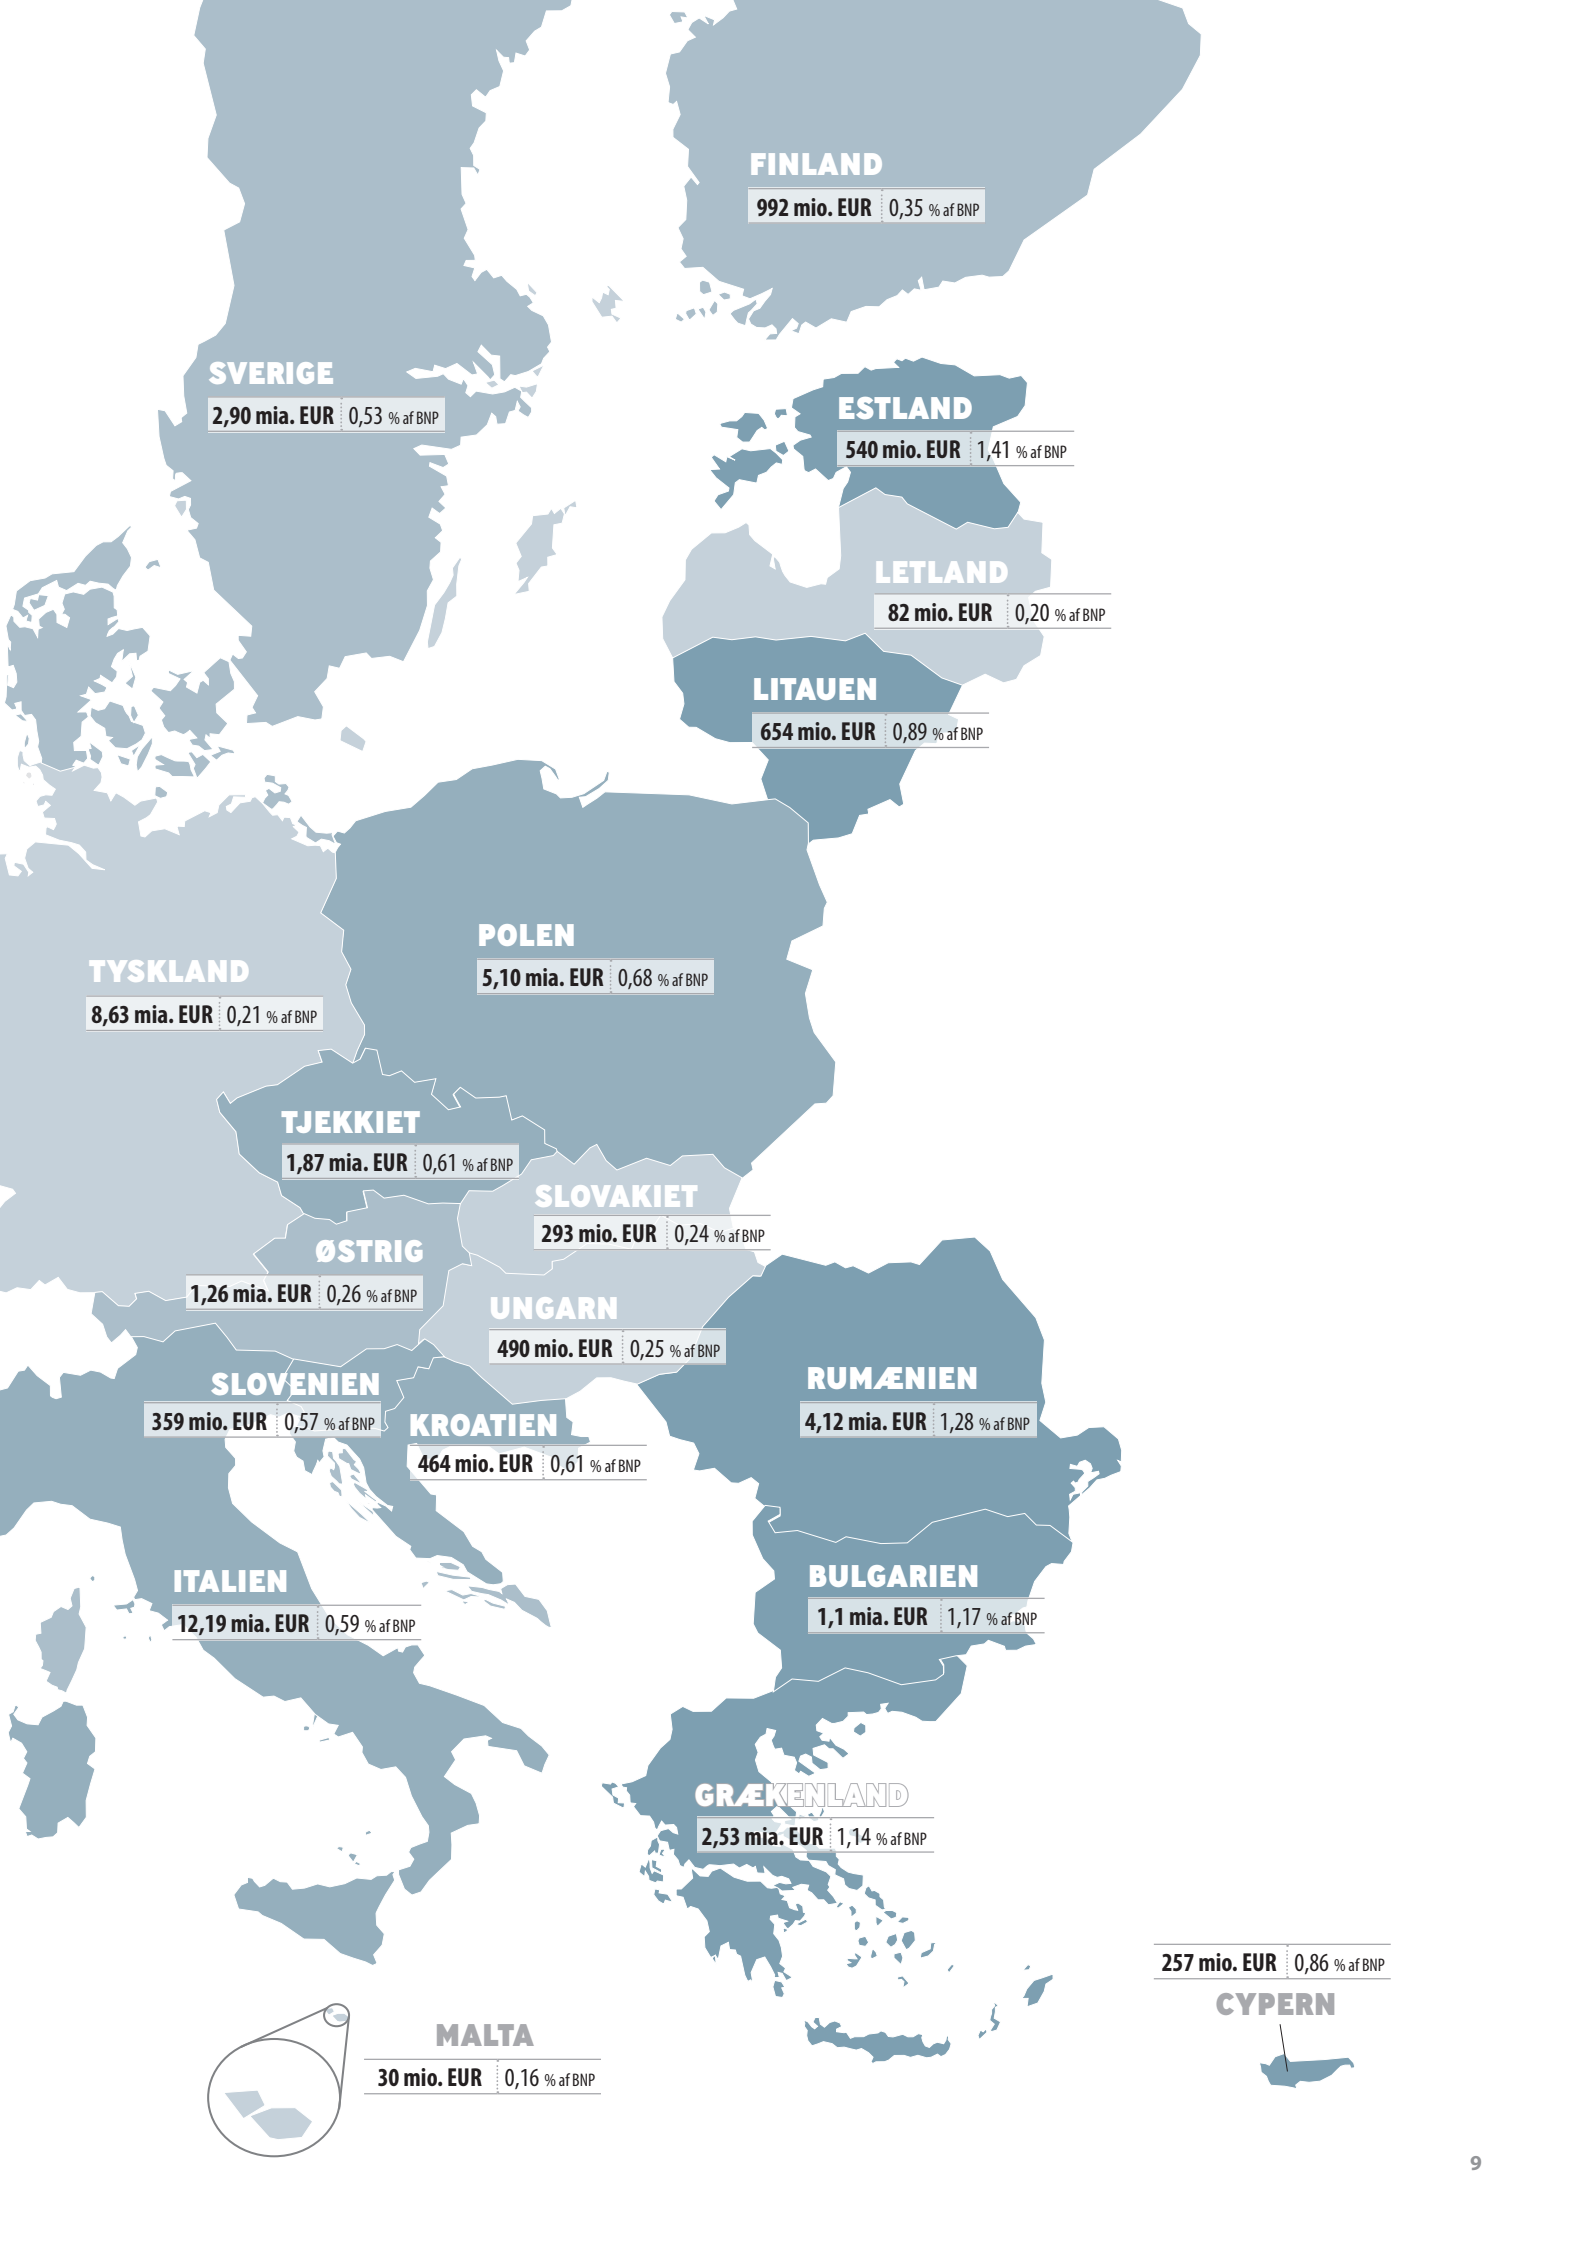 FINLAND
992 mio. EUR 0,35 % af BNP
SVERIGE
2,90 mia. EUR 0,53 % af BNP
ESTLAND
540 mio. EUR 1,41 % af BNP
LETLAND
82 mio. EUR 0,20 % af BNP
LITAUEN
654 mio. EUR 0,89 % af BNP
POLEN
5,10 mia. EUR 0,68 % af BNP
TYSKLAND
8,63 mia. EUR 0,21 % af BNP
TJEKKIET
1,87 mia. EUR 0,61 % af BNP
SLOVAKIET
293 mio. EUR 0,24 % af BNP
ØSTRIG
1,26 mia. EUR 0,26 % af BNP
UNGARN
490 mio. EUR 0,25 % af BNP
RUMÆNIEN
4,12 mia. EUR 1,28 % af BNP
SLOVENIEN
359 mio. EUR 0,57 % af BNP
KROATIEN
464 mio. EUR 0,61 % af BNP
BULGARIEN
1,1 mia. EUR 1,17 % af BNP
ITALIEN
12,19 mia. EUR 0,59 % af BNP
GRÆKENLAND
2,53 mia. EUR 1,14 % af BNP
257 mio. EUR 0,86 % af BNP
CYPERN
MALTA
30 mio. EUR 0,16 % af BNP
9